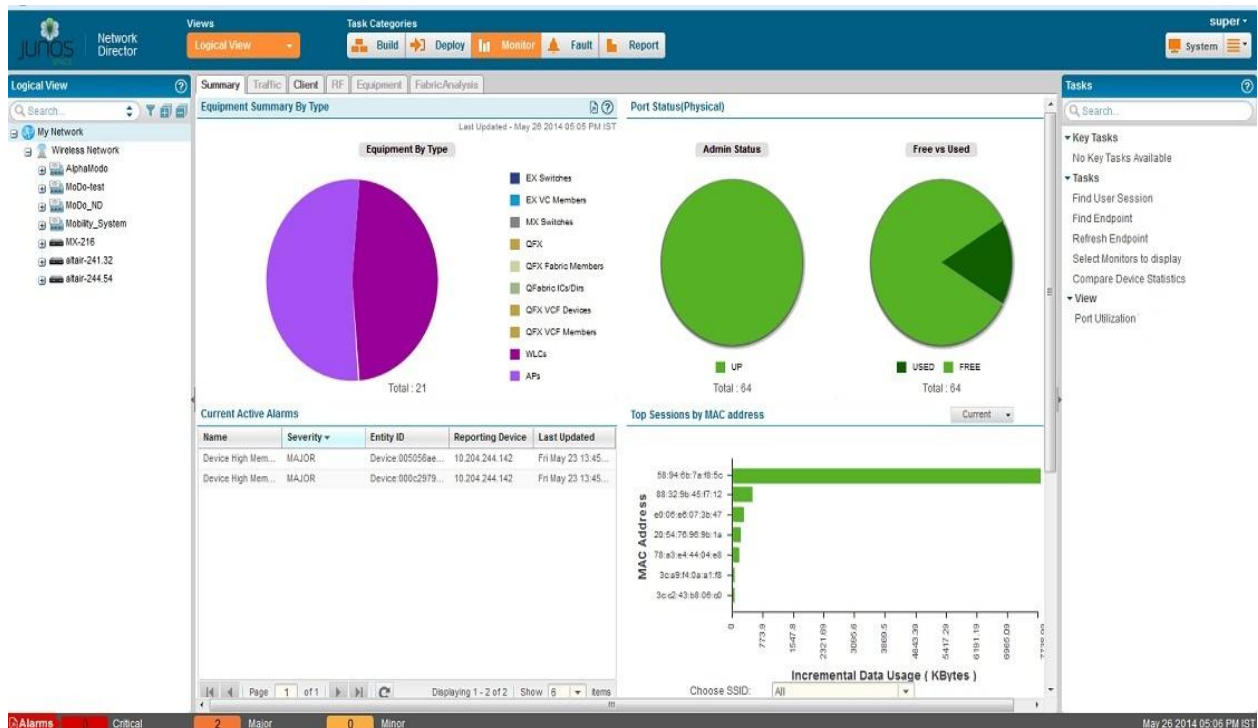 JUNOS
SPACE
Network
Director
Views
Logical View
Task Categories
Build
Deploy
Monitor
Fault
Report
super
System
Logical View
Search...
My Network
Wireless Network
AlphaModo
MoDo-test
MoDo_ND
Mobility_System
MX-216
altair-241.32
altair-244.54
Summary
Traffic
Client
RF
Equipment
FabricAnalysis
Equipment Summary By Type
Last Updated - May 26 2014 05:05 PM IST
Equipment By Type
EX Switches
EX VC Members
MX Switches
QFX
QFX Fabric Members
QFabric ICs/Dirs
QFX VCF Devices
QFX VCF Members
WLCs
APs
Total : 21
Port Status(Physical)
Admin Status
UP
Total : 64
Free vs Used
USED
FREE
Total : 64
Current Active Alarms
Name Severity Entity ID Reporting Device Last Updated
Device High Mem... MAJOR Device:005056ae... 10.204.244.142 Fri May 23 13:45...
Device High Mem... MAJOR Device:000c2979... 10.204.244.142 Fri May 23 13:45...
Page 1 of 1
Displaying 1 - 2 of 2
Show 6 items
Top Sessions by MAC address
Current
MAC Address
58:94:6b:7a:f8:5c
88:32:9b:45:f7:12
e0:06:e6:07:3b:47
20:54:76:96:9b:1a
78:a3:e4:44:04:e8
3c:a9:f4:0a:a1:f8
3c:c2:43:b8:06:c0
0
773.9
1547.8
2321.69
3095.6
3869.5
4643.39
5417.29
6191.19
6965.09
Incremental Data Usage ( KBytes )
Choose SSID:
All
Tasks
Search...
Key Tasks
No Key Tasks Available
Tasks
Find User Session
Find Endpoint
Refresh Endpoint
Select Monitors to display
Compare Device Statistics
View
Port Utilization
Alarms
0 Critical
2 Major
0 Minor
May 26 2014 05:06 PM IST